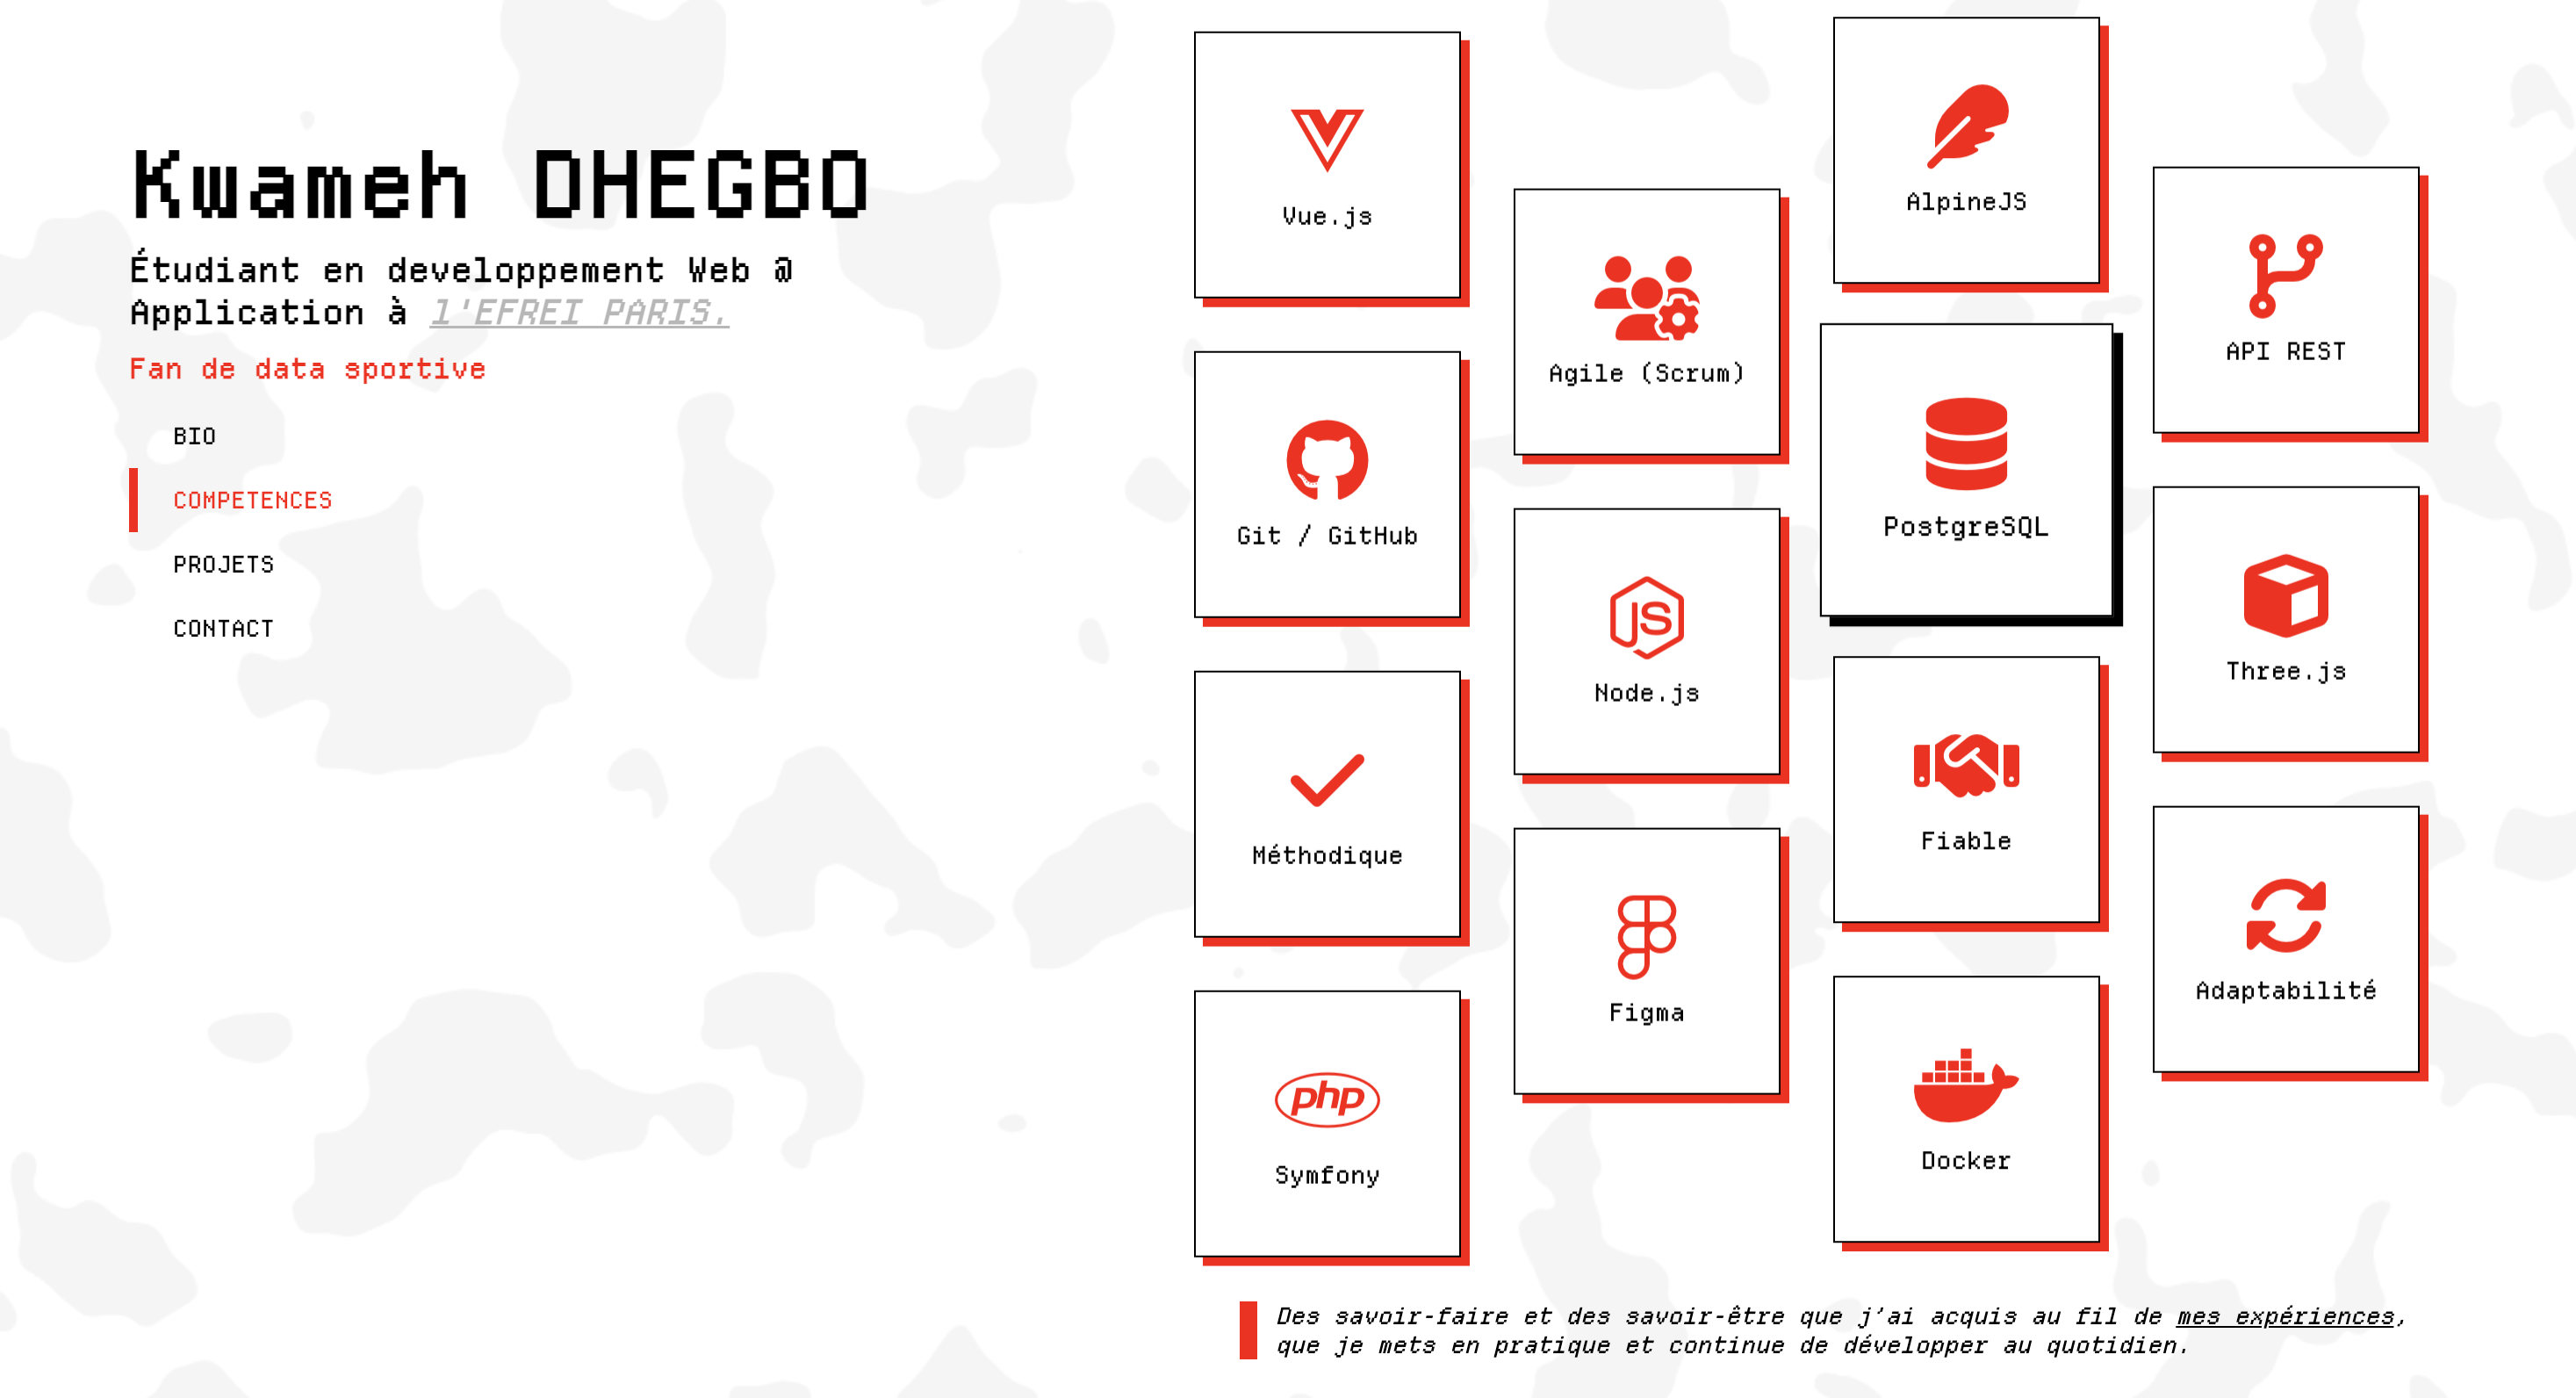 Kwameh DHEGBO
Étudiant en developpement Web @
Application à l'EFREI PARIS.
Fan de data sportive
BIO
COMPETENCES
PROJETS
CONTACT
Vue.js
Git / GitHub
Méthodique
php
Symfony
Agile (Scrum)
JS
Node.js
Figma
AlpineJS
PostgreSQL
Fiable
Docker
API REST
Three.js
Adaptabilité
Des savoir-faire et des savoir-être que j'ai acquis au fil de mes expériences,
que je mets en pratique et continue de développer au quotidien.